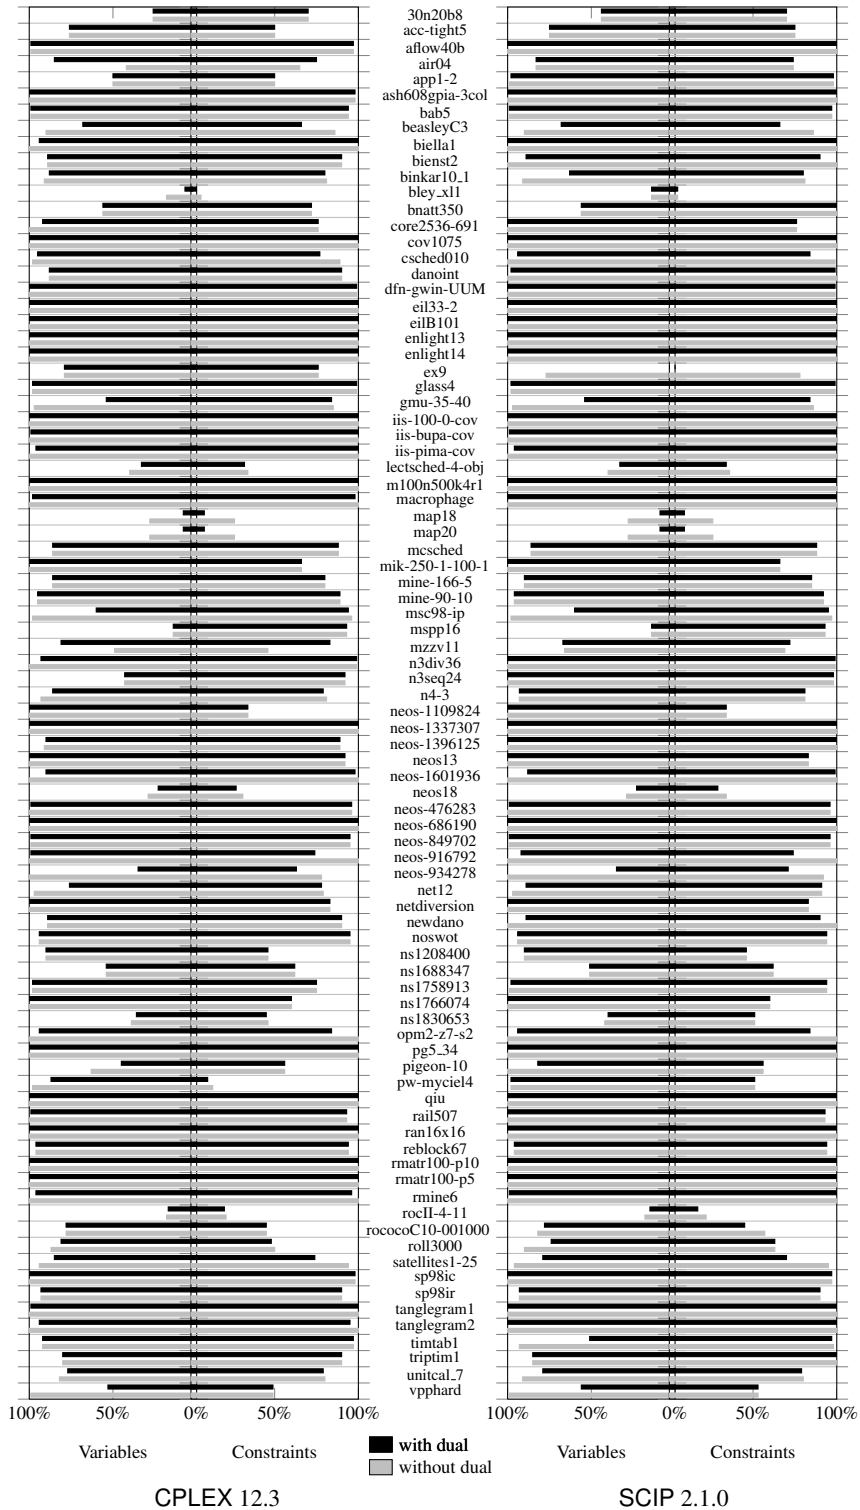 30n20b8
acc-tight5
aflow40b
air04
app1-2
ash608gpia-3col
bab5
beasleyC3
biella1
bienst2
binkar10_1
bley_xl1
bnatt350
core2536-691
cov1075
csched010
danoint
dfn-gwin-UUM
eil33-2
eilB101
enlight13
enlight14
ex9
glass4
gmu-35-40
iis-100-0-cov
iis-bupa-cov
iis-pima-cov
lectsched-4-obj
m100n500k4r1
macrophage
map18
map20
mcsched
mik-250-1-100-1
mine-166-5
mine-90-10
msc98-ip
mspp16
mzzv11
n3div36
n3seq24
n4-3
neos-1109824
neos-1337307
neos-1396125
neos13
neos-1601936
neos18
neos-476283
neos-686190
neos-849702
neos-916792
neos-934278
net12
netdiversion
newdano
noswot
ns1208400
ns1688347
ns1758913
ns1766074
ns1830653
opm2-z7-s2
pg5_34
pigeon-10
pw-myciel4
qiu
rail507
ran16x16
reblock67
rmatr100-p10
rmatr100-p5
rmine6
rocII-4-11
rococoC10-001000
roll3000
satellites1-25
sp98ic
sp98ir
tanglegram1
tanglegram2
timtab1
triptim1
unitcal_7
vpphard
100% 50% 0% 50% 100% 100% 50% 0% 50% 100%
Variables Constraints with dual Variables Constraints
without dual
CPLEX 12.3 SCIP 2.1.0